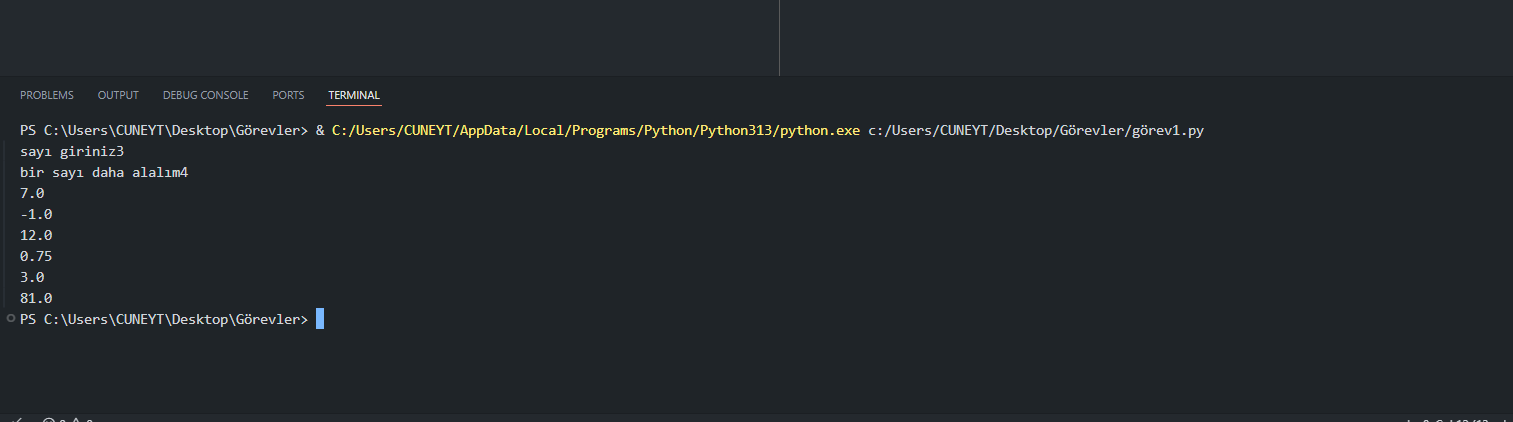 PROBLEMS OUTPUT DEBUG CONSOLE PORTS TERMINAL
PS C:\Users\CUNEYT\Desktop\Görevler> & C:/Users/CUNEYT/AppData/Local/Programs/Python/Python313/python.exe c:/Users/CUNEYT/Desktop/Görevler/görev1.py
sayı giriniz3
bir sayı daha alalım4
7.0
-1.0
12.0
0.75
3.0
81.0
PS C:\Users\CUNEYT\Desktop\Görevler>